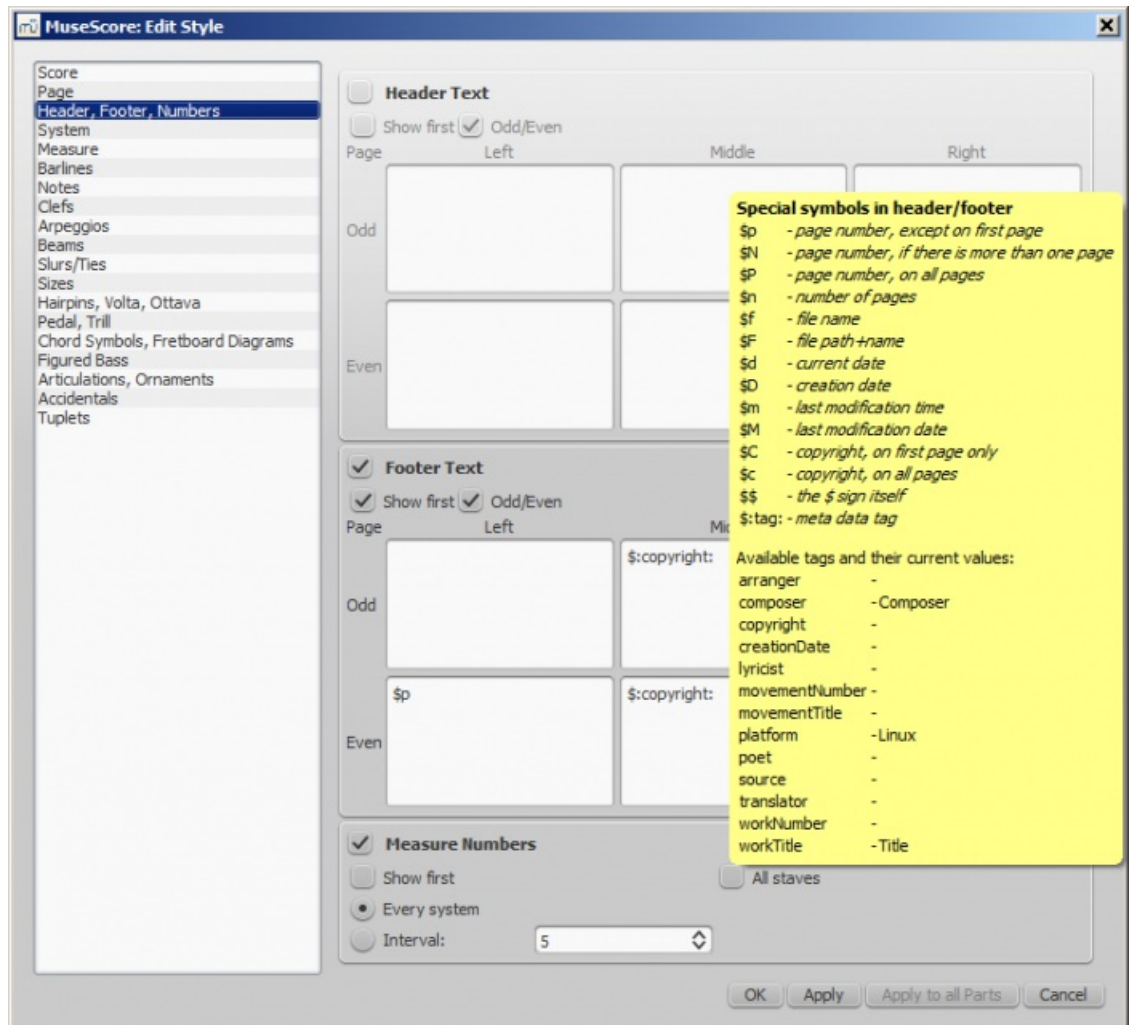 MuseScore: Edit Style
Score
Page
Header, Footer, Numbers
System
Measure
Barlines
Notes
Clefs
Arpeggios
Beams
Slurs/Ties
Sizes
Hairpins, Volta, Ottava
Pedal, Trill
Chord Symbols, Fretboard Diagrams
Figured Bass
Articulations, Ornaments
Accidentals
Tuplets
Header Text
Show first Odd/Even
Page Left Middle Right
Odd
Even
Footer Text
Show first Odd/Even
Page Left
Odd $:copyright:
Even $p $:copyright:
Special symbols in header/footer
$p - page number, except on first page
$N - page number, if there is more than one page
$P - page number, on all pages
$n - number of pages
$f - file name
$F - file path+name
$d - current date
$D - creation date
$m - last modification time
$M - last modification date
$C - copyright, on first page only
$c - copyright, on all pages
$$ - the $ sign itself
$:tag: - meta data tag
Available tags and their current values:
arranger -
composer -Composer
copyright -
creationDate -
lyricist -
movementNumber -
movementTitle -
platform -Linux
poet -
source -
translator -
workNumber -
workTitle -Title
Measure Numbers
Show first All staves
Every system
Interval: 5
OK Apply Apply to all Parts Cancel